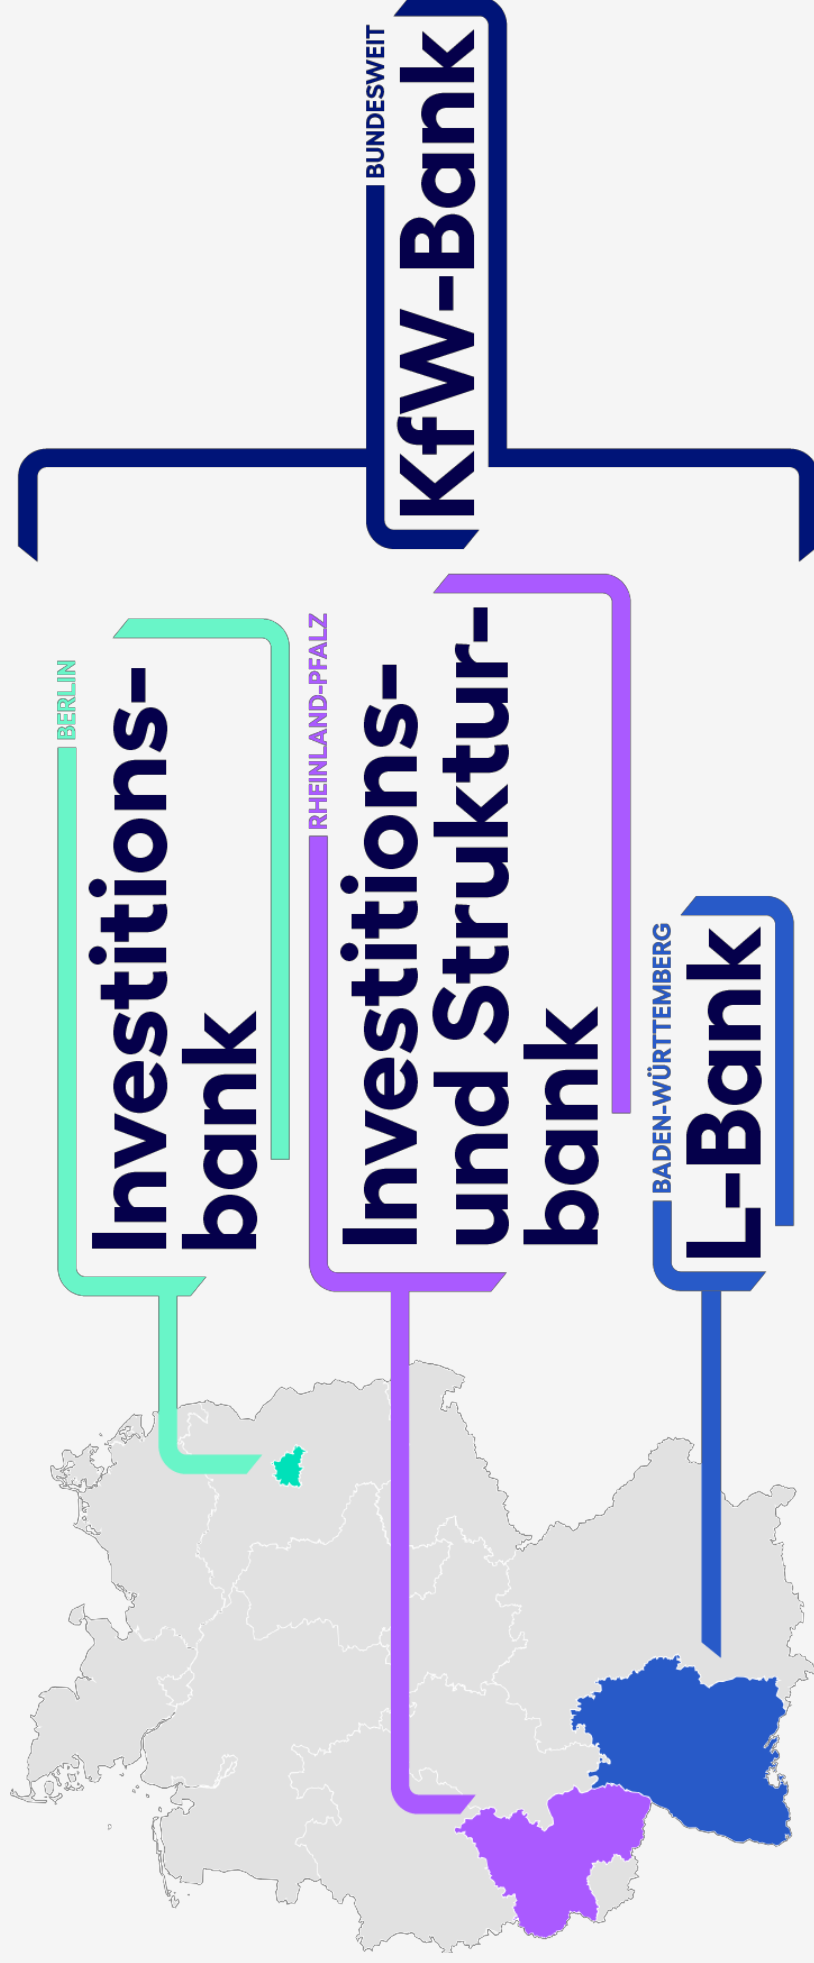 BUNDESWEIT
KfW-Bank
BERLIN
Investitions-
bank
RHEINLAND-PFALZ
Investitions-
und Struktur-
bank
BADEN-WÜRTTEMBERG
L-Bank